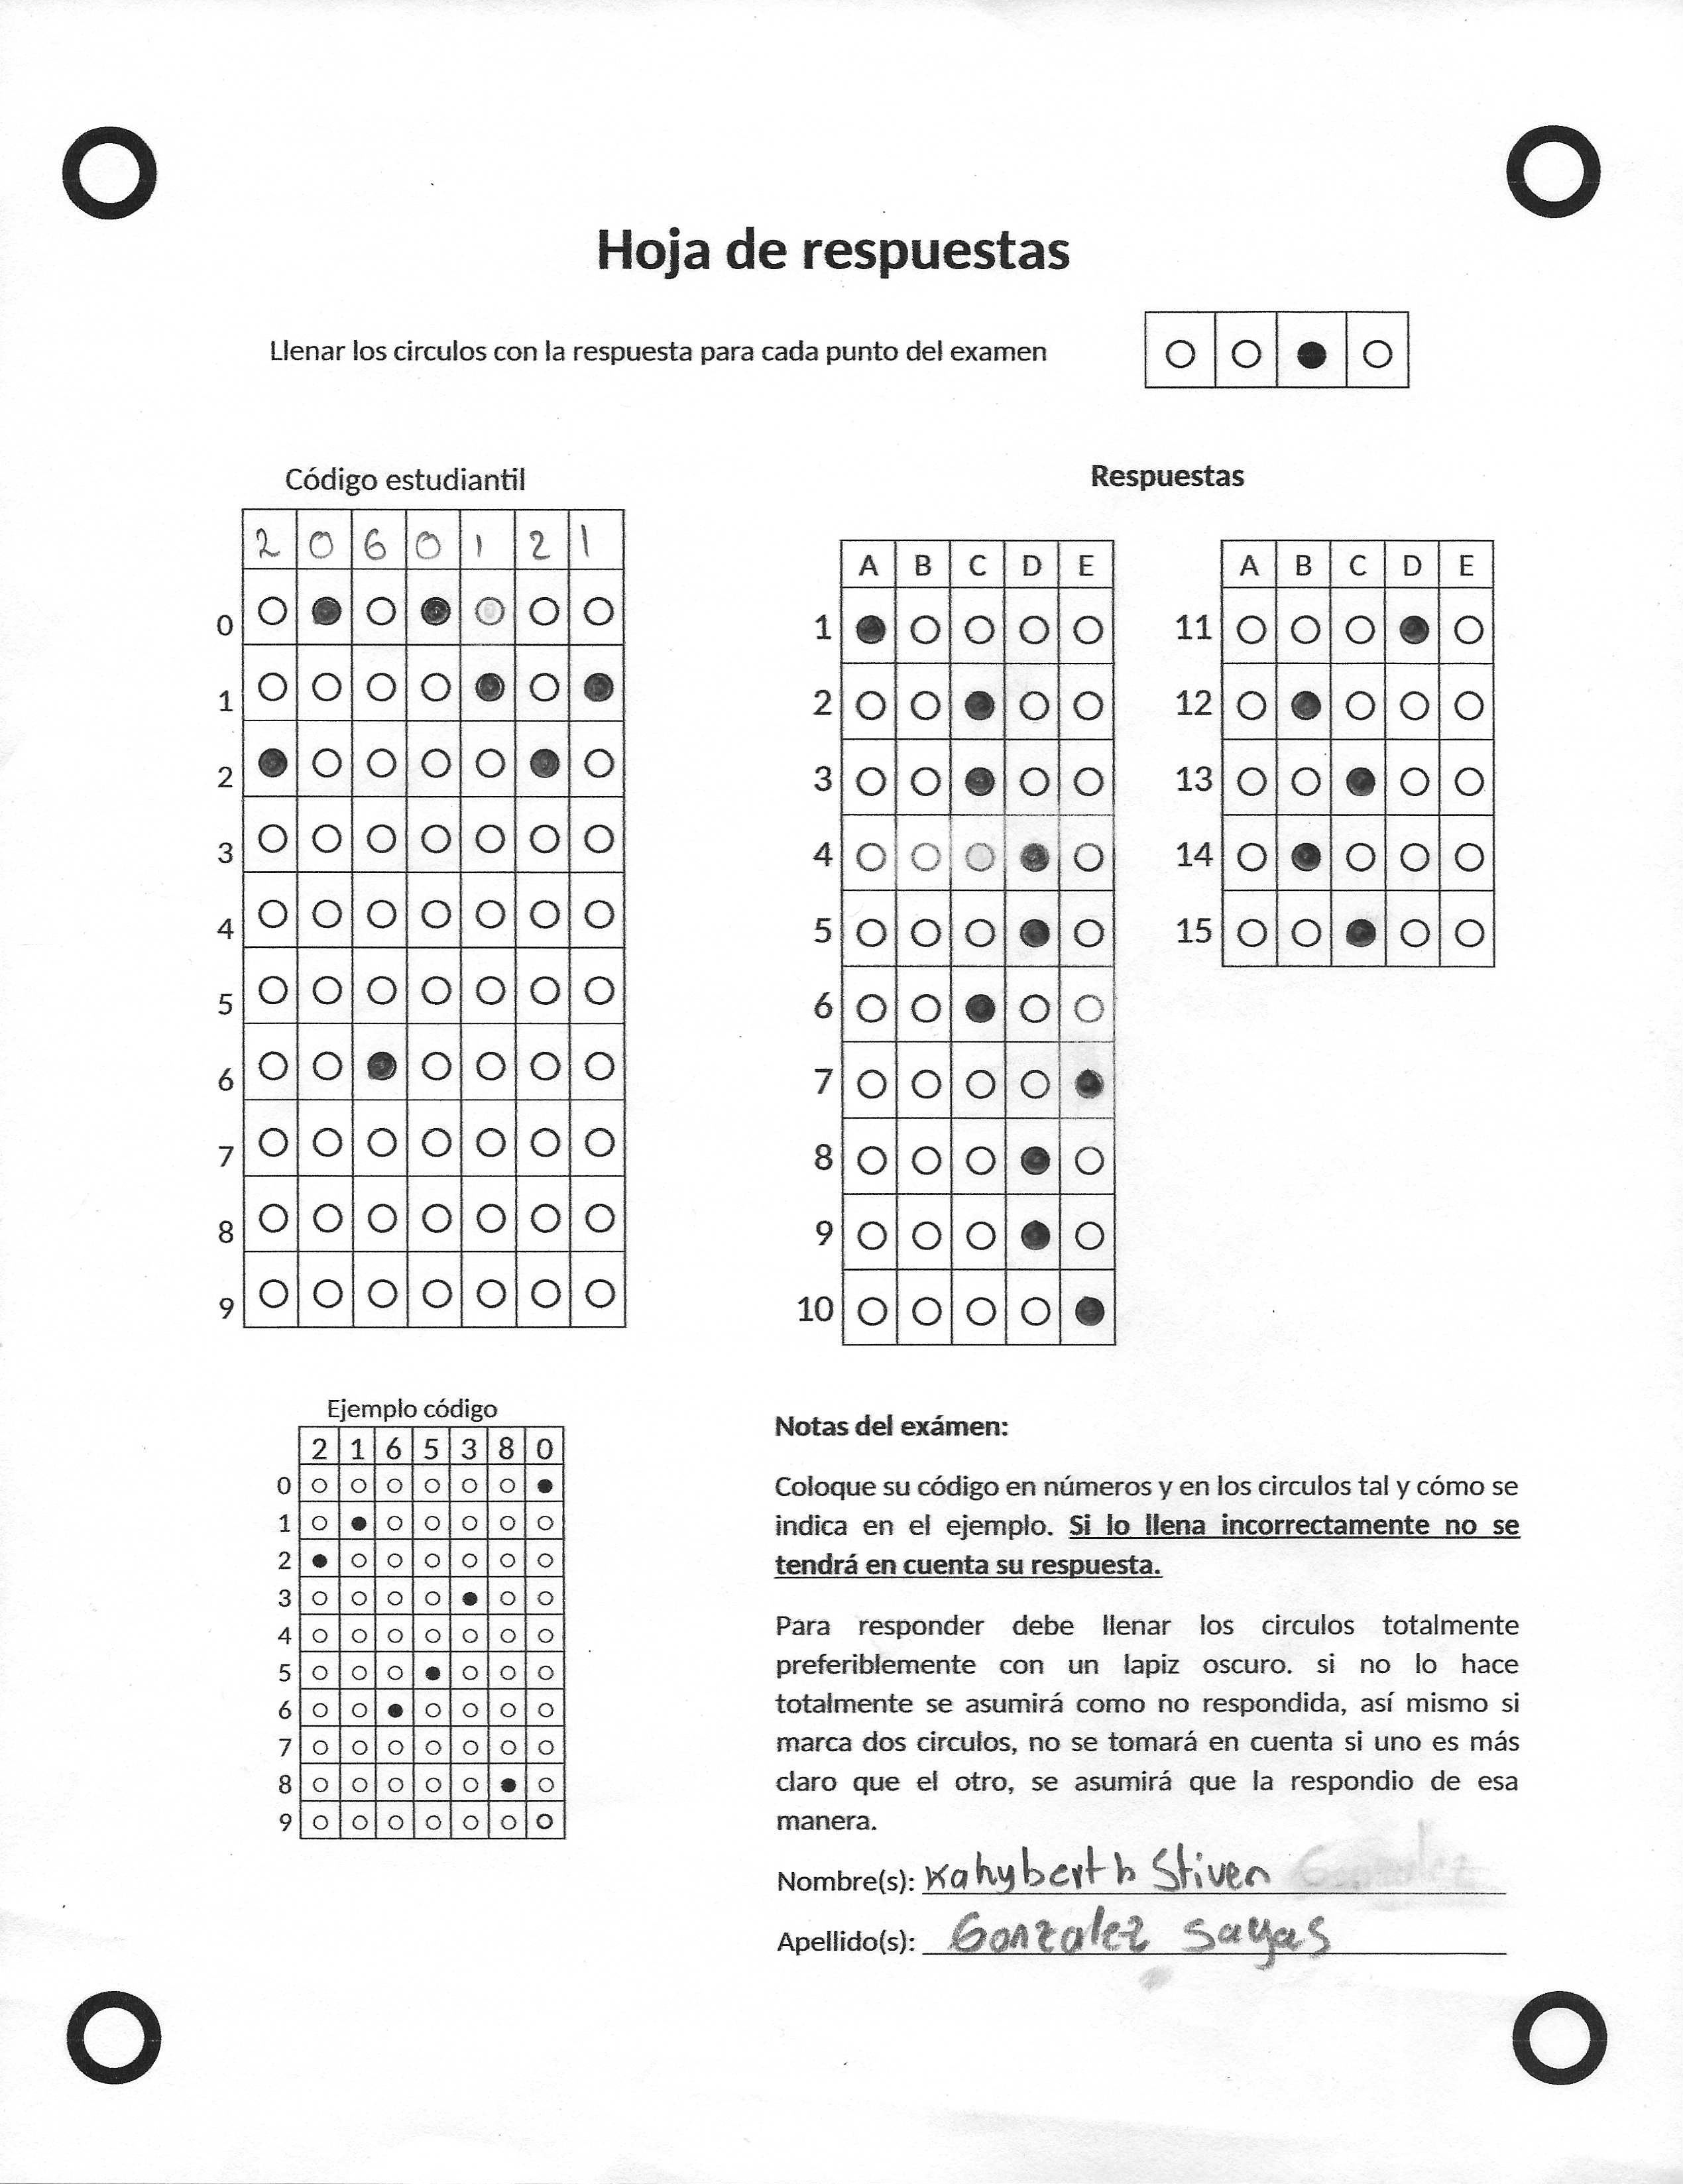 Hoja de respuestas
Llenar los circulos con la respuesta para cada punto del examen
Código estudiantil
2 0 6 0 1 2 1
0
1
2
3
4
5
6
7
8
9
Respuestas
A B C D E
1
2
3
4
5
6
7
8
9
10
A B C D E
11
12
13
14
15
Ejemplo código
2 1 6 5 3 8 0
0
1
2
3
4
5
6
7
8
9
Notas del exámen:
Coloque su código en números y en los circulos tal y cómo se
indica en el ejemplo. Si lo llena incorrectamente no se
tendrá en cuenta su respuesta.
Para responder debe llenar los circulos totalmente
preferiblemente con un lapiz oscuro. si no lo hace
totalmente se asumirá como no respondida, así mismo si
marca dos circulos, no se tomará en cuenta si uno es más
claro que el otro, se asumirá que la respondio de esa
manera.
Nombre(s): Kahyberth Stiven Gonzalez
Apellido(s): Gonzalez Sayas